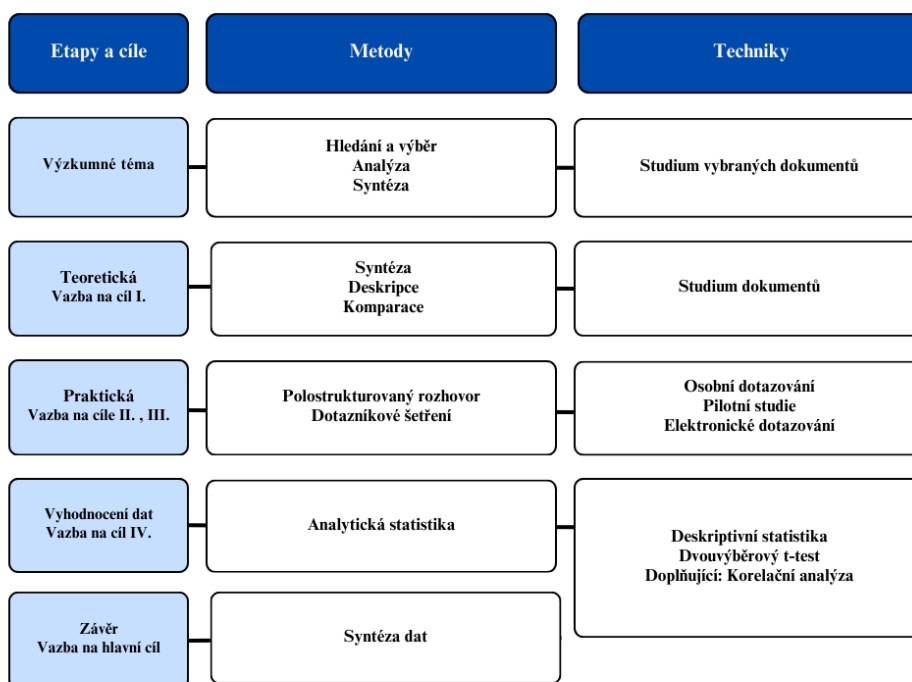 Etapy a cíle
Metody
Techniky
Výzkumné téma
Hledání a výběr
Analýza
Syntéza
Studium vybraných dokumentů
Teoretická
Vazba na cíl I.
Syntéza
Deskripce
Komparace
Studium dokumentů
Praktická
Vazba na cíle II. , III.
Polostrukturovaný rozhovor
Dotazníkové šetření
Osobní dotazování
Pilotní studie
Elektronické dotazování
Vyhodnocení dat
Vazba na cíl IV.
Analytická statistika
Deskriptivní statistika
Dvouvýběrový t-test
Doplňující: Korelační analýza
Závěr
Vazba na hlavní cíl
Syntéza dat